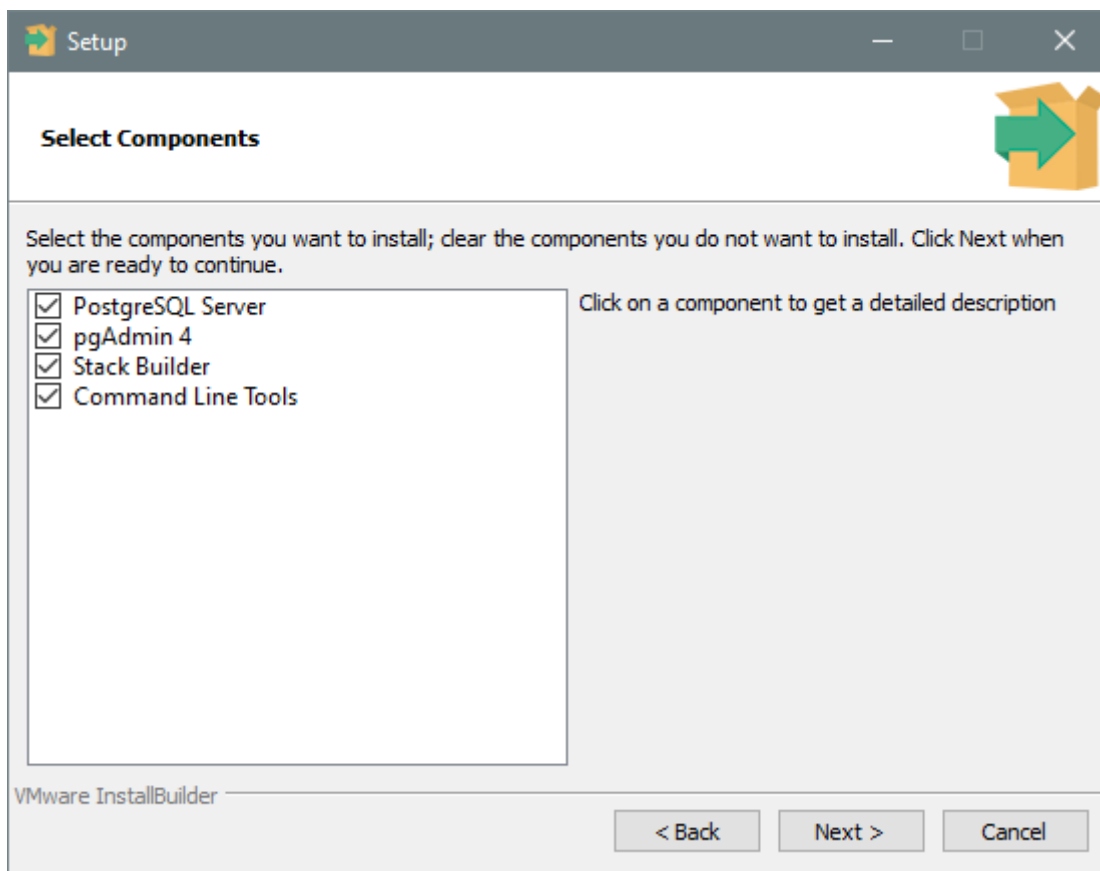 Setup
Select Components
Select the components you want to install; clear the components you do not want to install. Click Next when
you are ready to continue.
PostgreSQL Server
pgAdmin 4
Stack Builder
Command Line Tools
Click on a component to get a detailed description
VMware InstallBuilder
< Back
Next >
Cancel